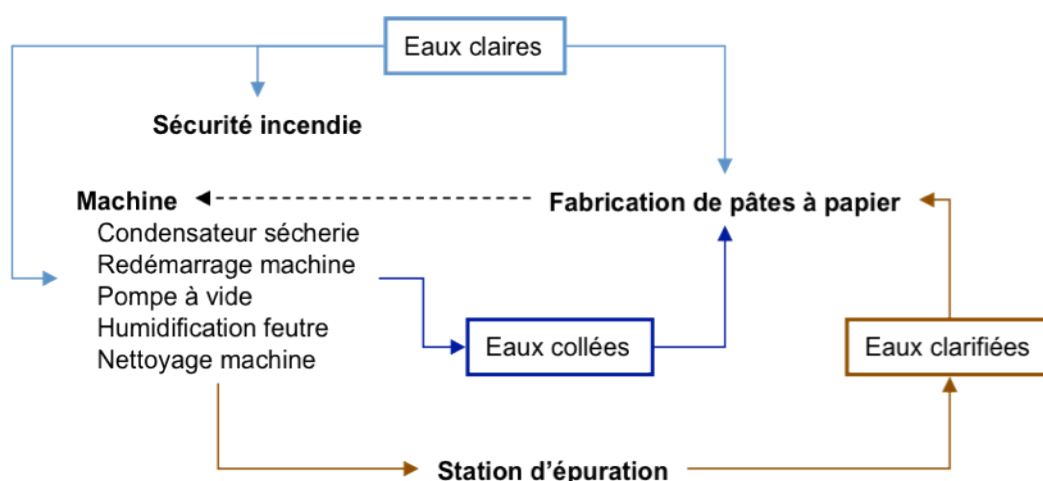 Eaux claires
Sécurité incendie
Machine
Fabrication de pâtes à papier
Condensateur sécherie
Redémarrage machine
Pompe à vide
Humidification feutre
Nettoyage machine
Eaux collées
Eaux clarifiées
Station d’épuration